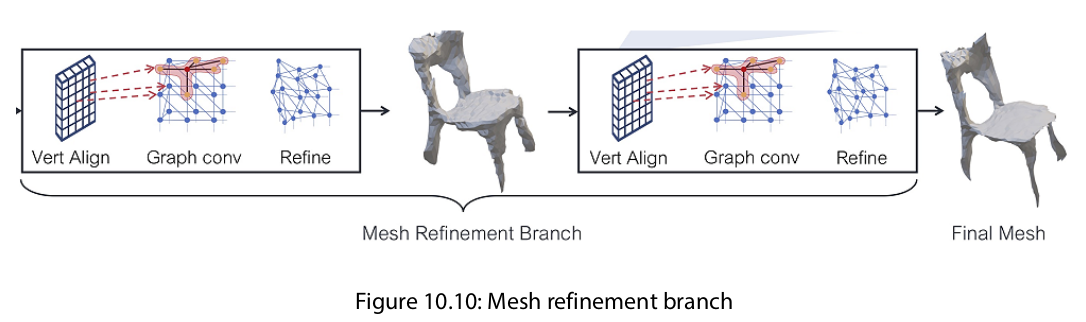 Vert Align Graph conv Refine
Vert Align Graph conv Refine
Mesh Refinement Branch
Final Mesh
Figure 10.10: Mesh refinement branch